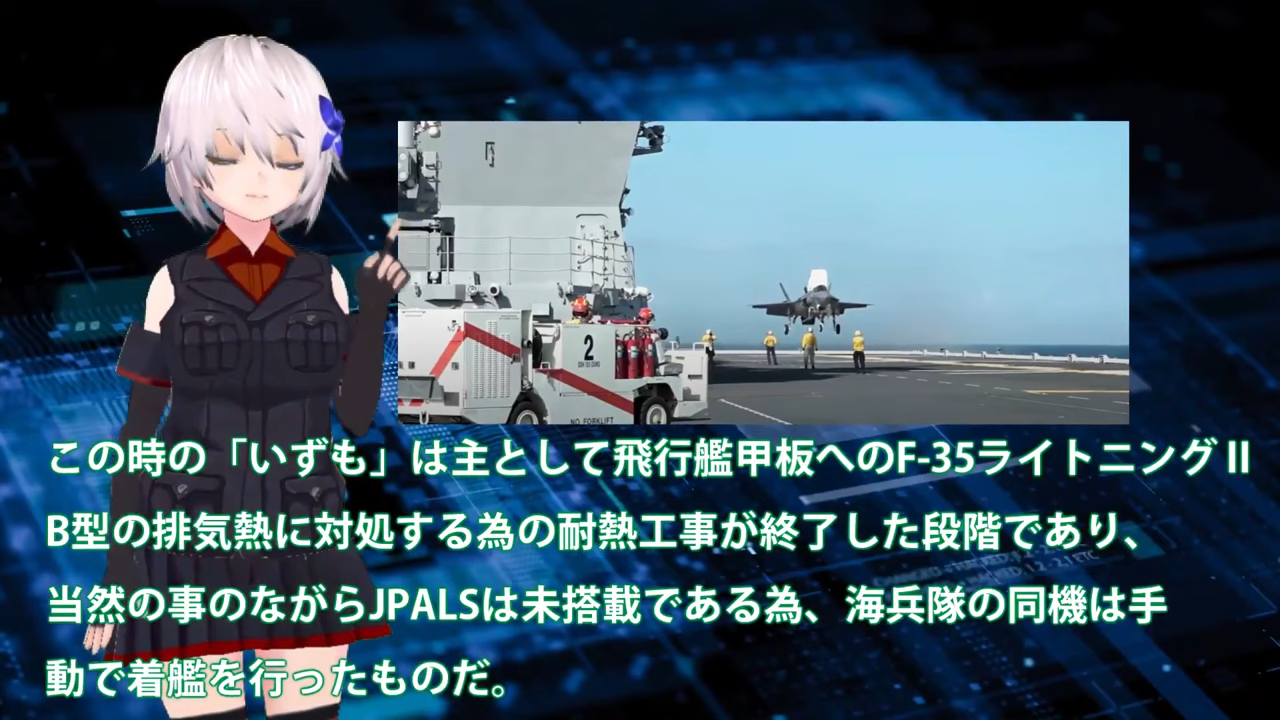 2
NO FORKLIFT
この時の「いずも」は主として飛行艦甲板へのF-35ライトニングⅡ
B型の排気熱に対処する為の耐熱工事が終了した段階であり、
当然の事のながらJPALSは未搭載である為、海兵隊の同機は手
動で着艦を行ったものだ。